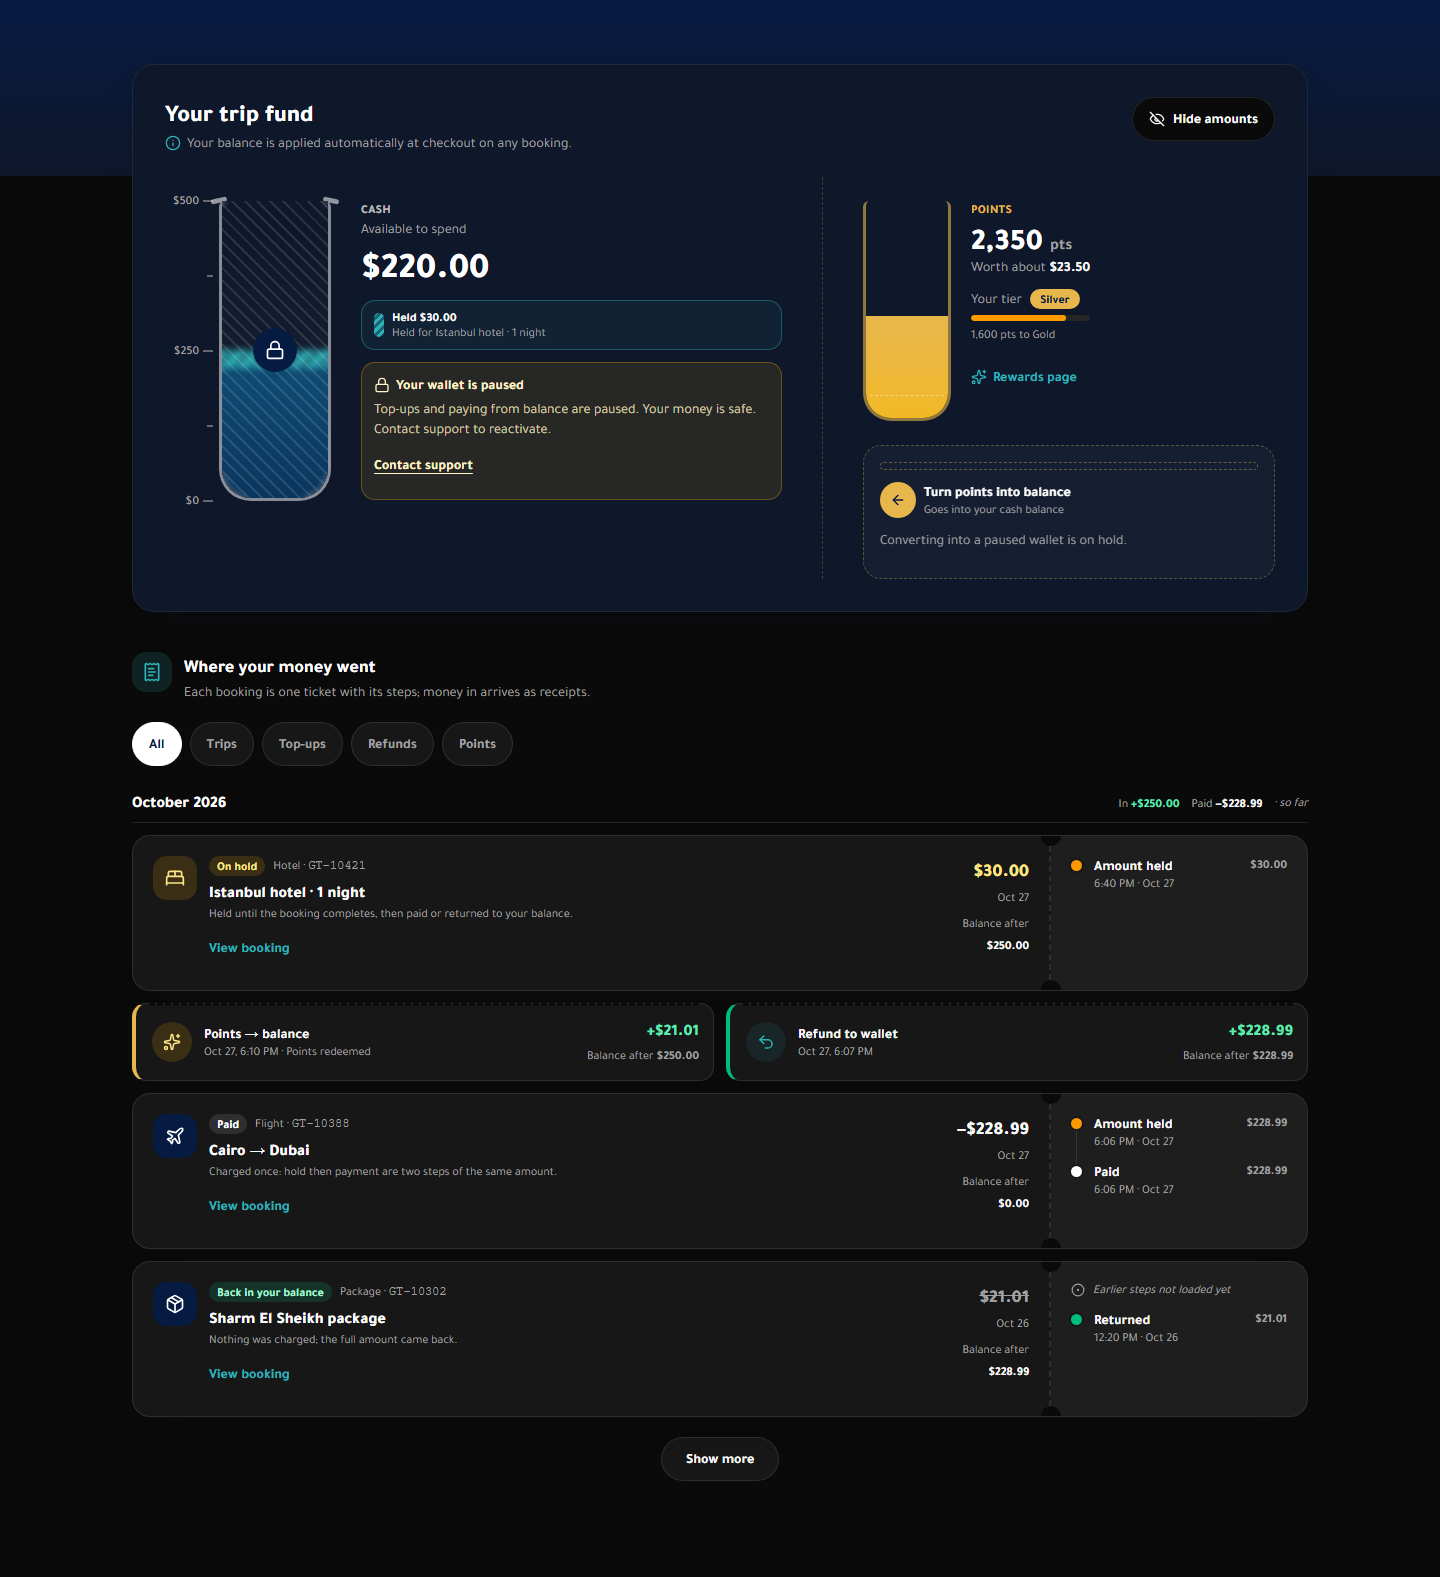 Your trip fund
Hide amounts
Your balance is applied automatically at checkout on any booking.
$500
$250
$0
CASH
Available to spend
$220.00
Held $30.00
Held for Istanbul hotel · 1 night
Your wallet is paused
Top-ups and paying from balance are paused. Your money is safe.
Contact support to reactivate.
Contact support
POINTS
2,350 pts
Worth about $23.50
Your tier Silver
1,600 pts to Gold
Rewards page
Turn points into balance
Goes into your cash balance
Converting into a paused wallet is on hold.
Where your money went
Each booking is one ticket with its steps; money in arrives as receipts.
All Trips Top-ups Refunds Points
October 2026
In +$250.00 Paid −$228.99 · so far
On hold Hotel · GT-10421
Istanbul hotel · 1 night
Held until the booking completes, then paid or returned to your balance.
View booking
$30.00
Oct 27
Balance after
$250.00
Amount held $30.00
6:40 PM · Oct 27
Points → balance
Oct 27, 6:10 PM · Points redeemed
+$21.01
Balance after $250.00
Refund to wallet
Oct 27, 6:07 PM
+$228.99
Balance after $228.99
Paid Flight · GT-10388
Cairo → Dubai
Charged once: hold then payment are two steps of the same amount.
View booking
−$228.99
Oct 27
Balance after
$0.00
Amount held $228.99
6:06 PM · Oct 27
Paid $228.99
6:06 PM · Oct 27
Back in your balance Package · GT-10302
Sharm El Sheikh package
Nothing was charged; the full amount came back.
View booking
$21.01
Oct 26
Balance after
$228.99
Earlier steps not loaded yet
Returned $21.01
12:20 PM · Oct 26
Show more